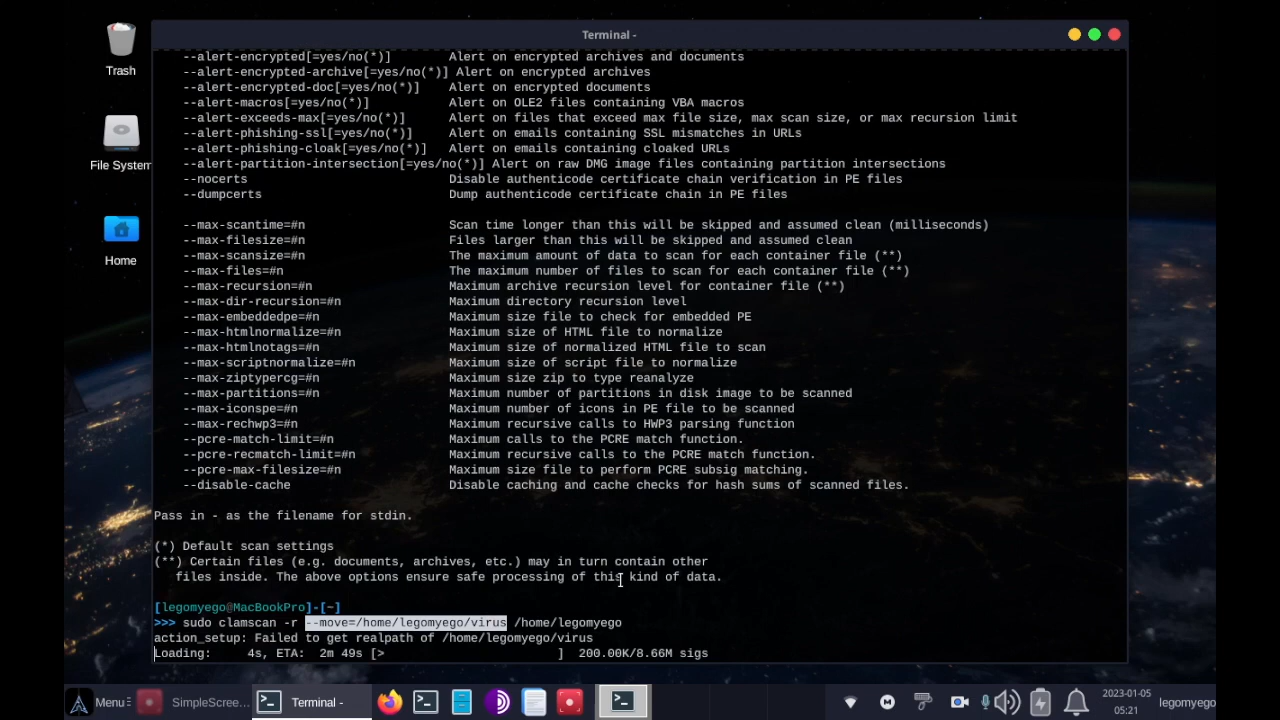 Terminal -
Trash
File System
Home
--alert-encrypted[=yes/no(*)] Alert on encrypted archives and documents
--alert-encrypted-archive[=yes/no(*)] Alert on encrypted archives
--alert-encrypted-doc[=yes/no(*)] Alert on encrypted documents
--alert-macros[=yes/no(*)] Alert on OLE2 files containing VBA macros
--alert-exceeds-max[=yes/no(*)] Alert on files that exceed max file size, max scan size, or max recursion limit
--alert-phishing-ssl[=yes/no(*)] Alert on emails containing SSL mismatches in URLs
--alert-phishing-cloak[=yes/no(*)] Alert on emails containing cloaked URLs
--alert-partition-intersection[=yes/no(*)] Alert on raw DMG image files containing partition intersections
--nocerts Disable authenticode certificate chain verification in PE files
--dumpcerts Dump authenticode certificate chain in PE files
--max-scantime=#n Scan time longer than this will be skipped and assumed clean (milliseconds)
--max-filesize=#n Files larger than this will be skipped and assumed clean
--max-scansize=#n The maximum amount of data to scan for each container file (**)
--max-files=#n The maximum number of files to scan for each container file (**)
--max-recursion=#n Maximum archive recursion level for container file (**)
--max-dir-recursion=#n Maximum directory recursion level
--max-embeddedpe=#n Maximum size file to check for embedded PE
--max-htmlnormalize=#n Maximum size of HTML file to normalize
--max-htmlnotags=#n Maximum size of normalized HTML file to scan
--max-scriptnormalize=#n Maximum size of script file to normalize
--max-ziptypercg=#n Maximum size zip to type reanalyze
--max-partitions=#n Maximum number of partitions in disk image to be scanned
--max-iconspe=#n Maximum number of icons in PE file to be scanned
--max-rechwp3=#n Maximum recursive calls to HWP3 parsing function
--pcre-match-limit=#n Maximum calls to the PCRE match function.
--pcre-recmatch-limit=#n Maximum recursive calls to the PCRE match function.
--pcre-max-filesize=#n Maximum size file to perform PCRE subsig matching.
--disable-cache Disable caching and cache checks for hash sums of scanned files.
Pass in - as the filename for stdin.
(*) Default scan settings
(**) Certain files (e.g. documents, archives, etc.) may in turn contain other
files inside. The above options ensure safe processing of this kind of data.
[legomyego@MacBookPro]-[~]
>>> sudo clamscan -r --move=/home/legomyego/virus /home/legomyego
action_setup: Failed to get realpath of /home/legomyego/virus
Loading: 4s, ETA: 2m 49s [> ] 200.00K/8.66M sigs
Menu
SimpleScree...
Terminal -
2023-01-05
05:21
legomyego